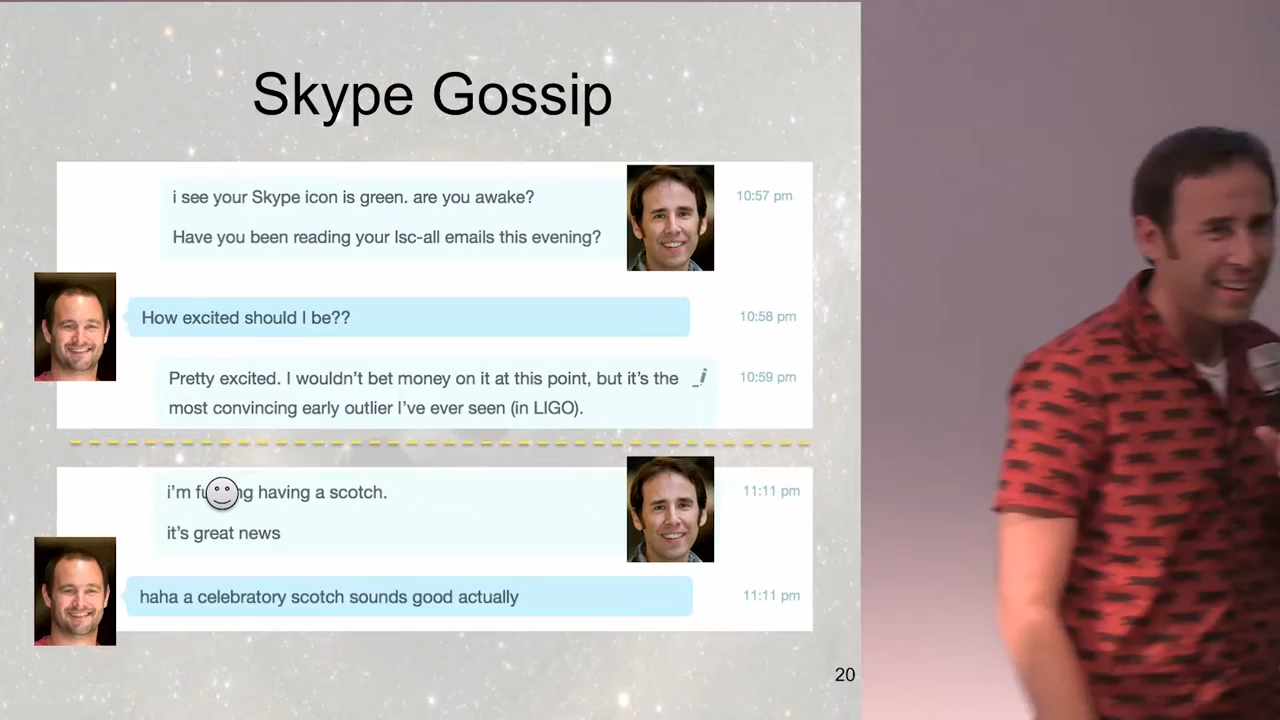 Skype Gossip
i see your Skype icon is green. are you awake?
10:57 pm
Have you been reading your lsc-all emails this evening?
How excited should I be??
10:58 pm
Pretty excited. I wouldn't bet money on it at this point, but it's the
10:59 pm
most convincing early outlier I've ever seen (in LIGO).
i'm fu ng having a scotch.
11:11 pm
it's great news
haha a celebratory scotch sounds good actually
11:11 pm
20